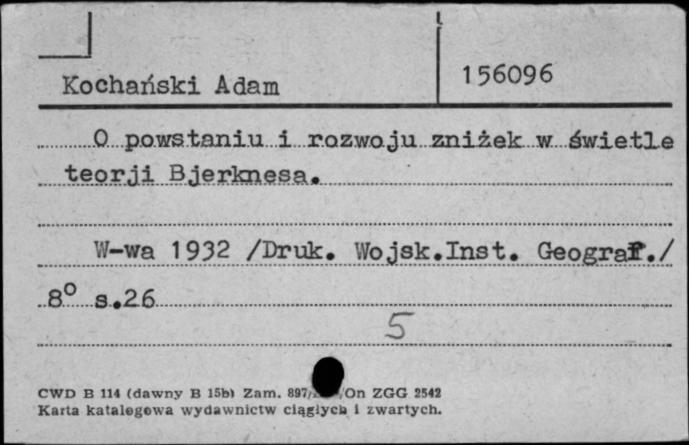 Kochański Adam
156096
O powstaniu i rozwoju zniżek w świetle
teorji Bjerknesa.
W-wa 1932 /Druk. Wojsk.Inst. Geograf./
8° s.26
5
CWD B 114 (dawny B 15b) Zam. 897/ /On ZGG 2542
Karta katalogowa wydawnictw ciągłych i zwartych.